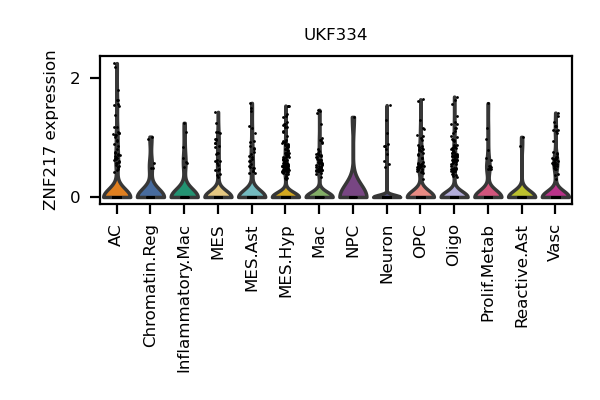 UKF334
ZNF217 expression
2
0
AC
Chromatin.Reg
Inflammatory.Mac
MES
MES.Ast
MES.Hyp
Mac
NPC
Neuron
OPC
Oligo
Prolif.Metab
Reactive.Ast
Vasc